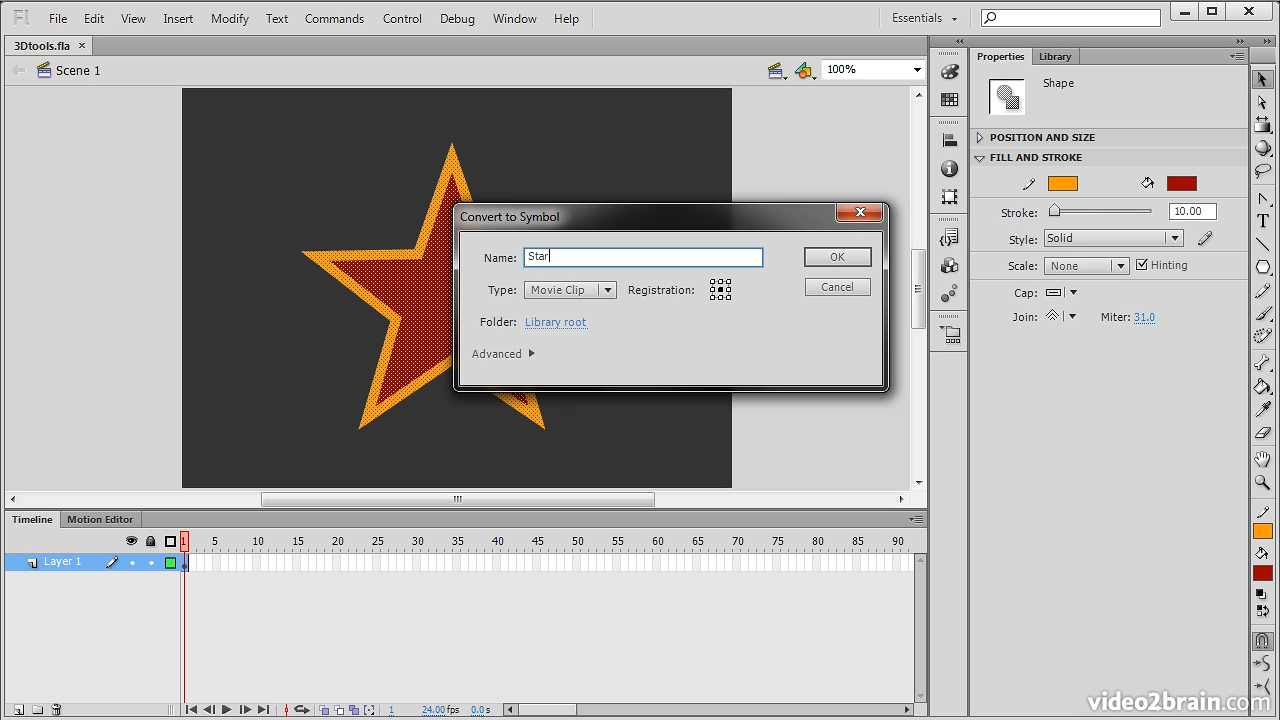 Fl File Edit View Insert Modify Text Commands Control Debug Window Help Essentials
3Dtools.fla ×
Scene 1 100%
Properties Library
Shape
POSITION AND SIZE
FILL AND STROKE
Stroke: 10.00
Style: Solid
Scale: None Hinting
Cap:
Join: Miter: 31.0
Convert to Symbol
Name: Star OK
Type: Movie Clip Registration: Cancel
Folder: Library root
Advanced
Timeline Motion Editor
1 5 10 15 20 25 30 35 40 45 50 55 60 65 70 75 80 85 90
Layer 1
1 24.00 fps 0.0 s
video2brain.com